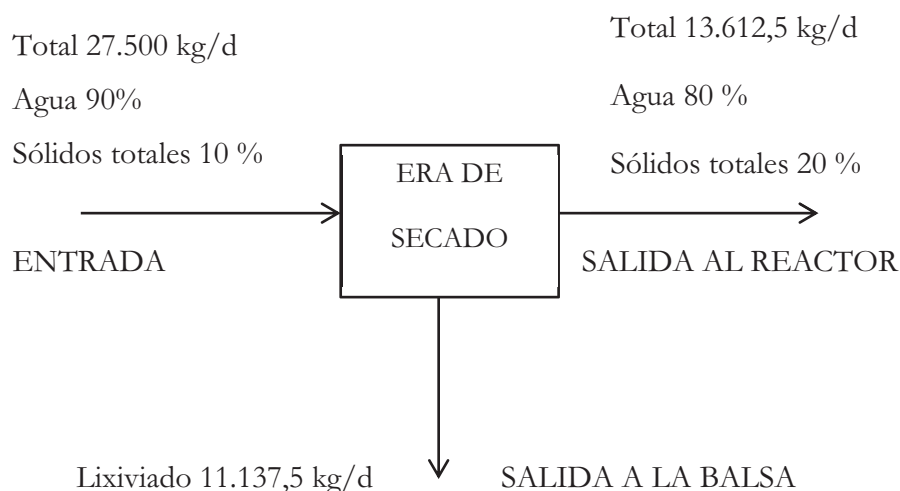 Total 27.500 kg/d
Agua 90%
Sólidos totales 10 %
ENTRADA
ERA DE
SECADO
Total 13.612,5 kg/d
Agua 80 %
Sólidos totales 20 %
SALIDA AL REACTOR
Lixiviado 11.137,5 kg/d
SALIDA A LA BALSA